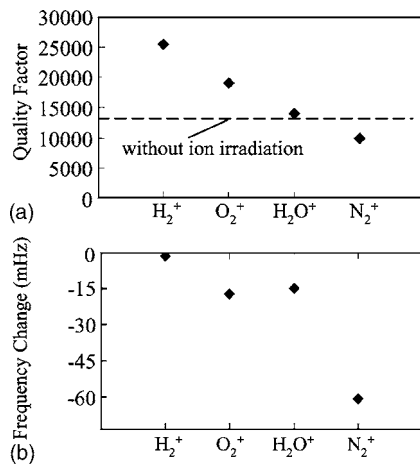 Quality Factor
30000
25000
20000
15000
10000
5000
0
without ion irradiation
(a)
H₂⁺ O₂⁺ H₂O⁺ N₂⁺
Frequency Change (mHz)
0
-15
-30
-45
-60
(b)
H₂⁺ O₂⁺ H₂O⁺ N₂⁺